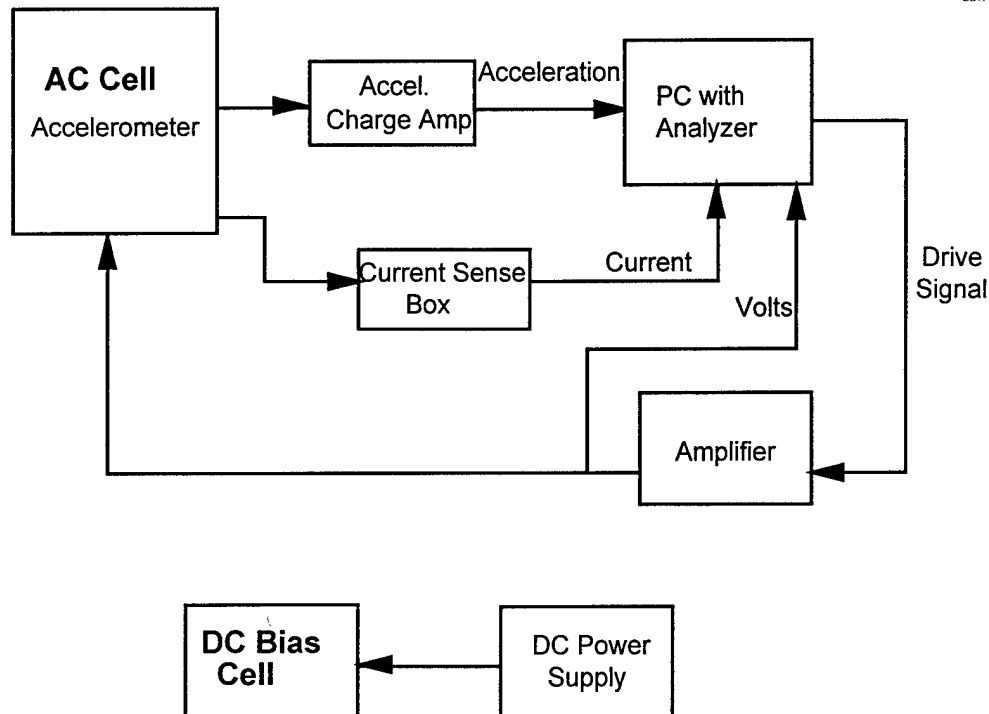 AC Cell
Accelerometer
Accel.
Charge Amp
Acceleration
PC with
Analyzer
Current Sense
Box
Current
Volts
Drive
Signal
Amplifier
DC Bias
Cell
DC Power
Supply